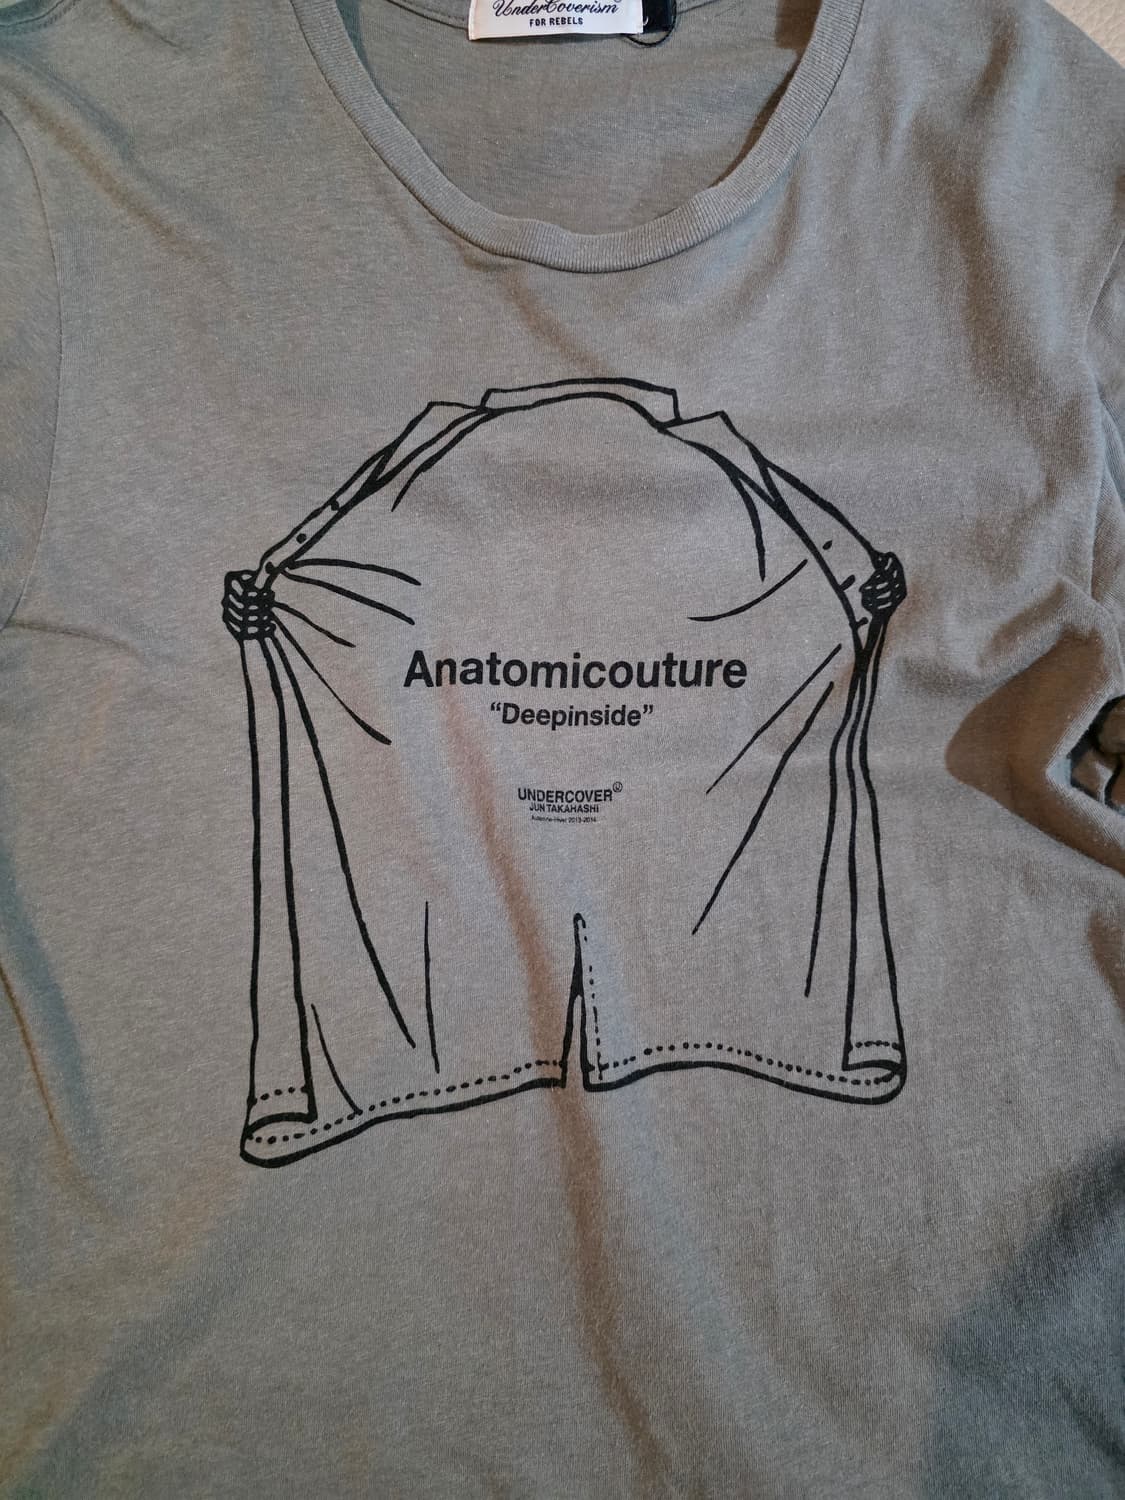 UnderCoverism
FOR REBELS
Anatomicouture
“Deepinside”
UNDERCOVER
JUN TAKAHASHI
Automne-Hiver 2013-2014